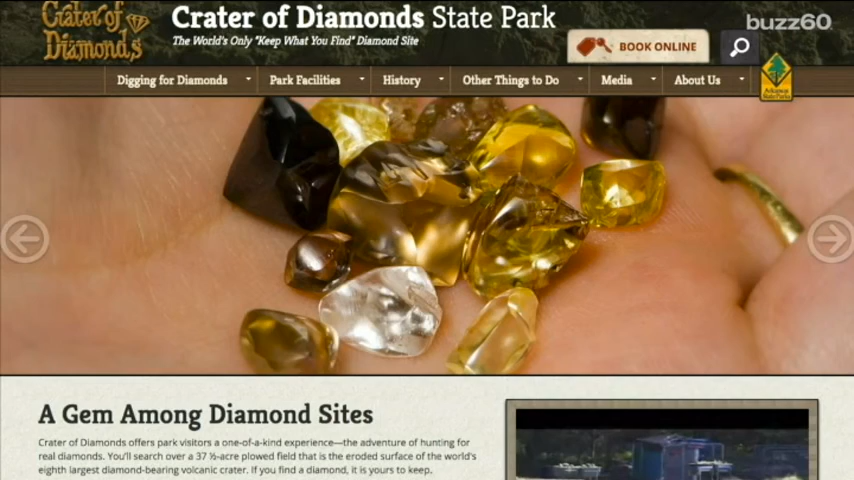 Crater of
Diamonds
Crater of Diamonds State Park
The World's Only "Keep What You Find" Diamond Site
buzz60
BOOK ONLINE
Digging for Diamonds
Park Facilities
History
Other Things to Do
Media
About Us
Arkansas
State Parks
A Gem Among Diamond Sites
Crater of Diamonds offers park visitors a one-of-a-kind experience—the adventure of hunting for
real diamonds. You'll search over a 37 ½-acre plowed field that is the eroded surface of the world's
eighth largest diamond-bearing volcanic crater. If you find a diamond, it is yours to keep.